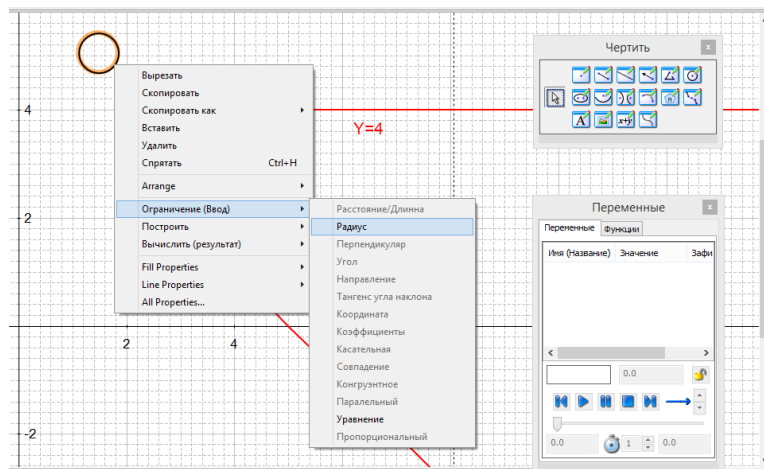 Чертить
x
Вырезать
Скопировать
Скопировать как
Вставить
Удалить
Спрятать Ctrl+H
Arrange
Ограничение (Ввод)
Построить
Вычислить (результат)
Fill Properties
Line Properties
All Properties...
Расстояние/Длинна
Радиус
Перпендикуляр
Угол
Направление
Тангенс угла наклона
Координата
Коэффициенты
Касательная
Совпадение
Конгруэнтное
Паралельный
Уравнение
Пропорциональный
4
Y=4
2
2
4
-2
A
x+y
Переменные
x
Переменные Функции
Имя (Название) Значение Зафи
0.0
0.0 1 0.0